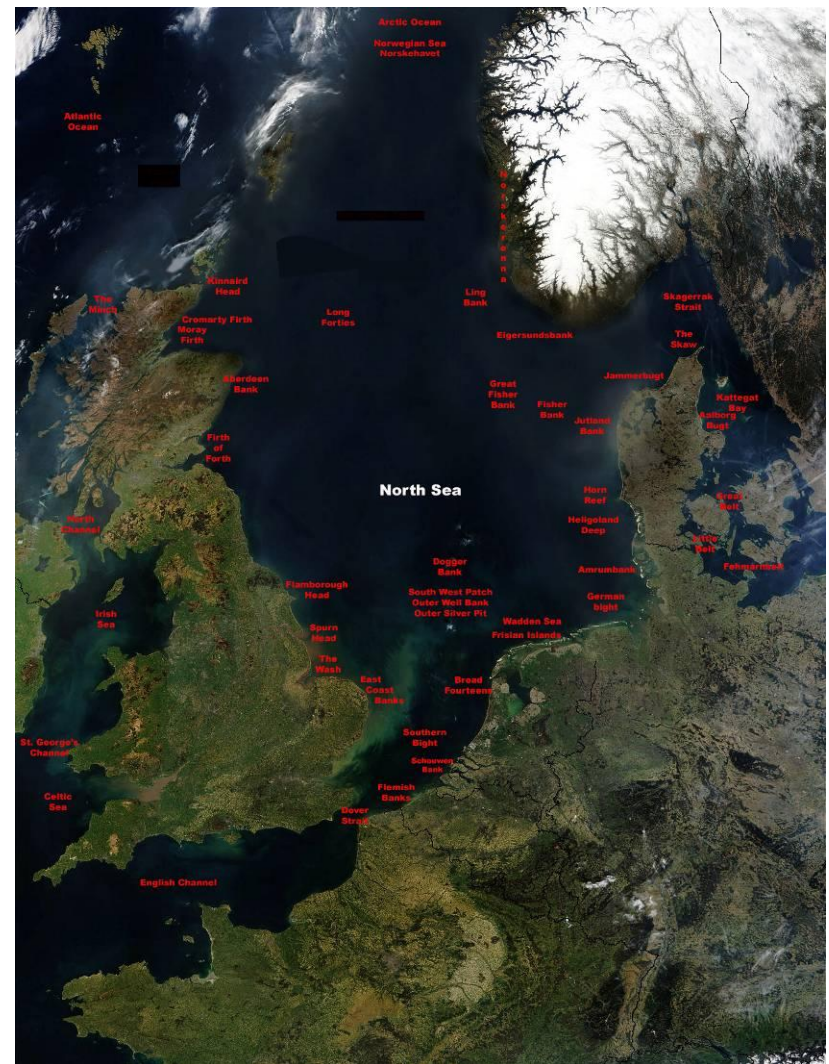 Arctic Ocean
Norwegian Sea
Norskehavet
Atlantic
Ocean
Norskerenna
Kinnaird
Head
The
Minch
Ling
Bank
Skagerrak
Strait
Cromarty Firth
Moray
Firth
Long
Forties
Eigersundsbank
The
Skaw
Aberdeen
Bank
Great
Fisher
Bank
Jammerbugt
Fisher
Bank
Kattegat
Bay
Aalborg
Bugt
Jutland
Bank
Firth
of
Forth
North Sea
Horn
Reef
Great
Belt
North
Channel
Heligoland
Deep
Little
Belt
Dogger
Bank
Amrumbank
Fehmarnbelt
Flamborough
Head
South West Patch
Outer Well Bank
Outer Silver Pit
German
bight
Irish
Sea
Wadden Sea
Frisian Islands
Spurn
Head
The
Wash
East
Coast
Banks
Broad
Fourteens
St. George's
Channel
Southern
Bight
Schouwen
Bank
Celtic
Sea
Flemish
Banks
Dover
Strait
English Channel